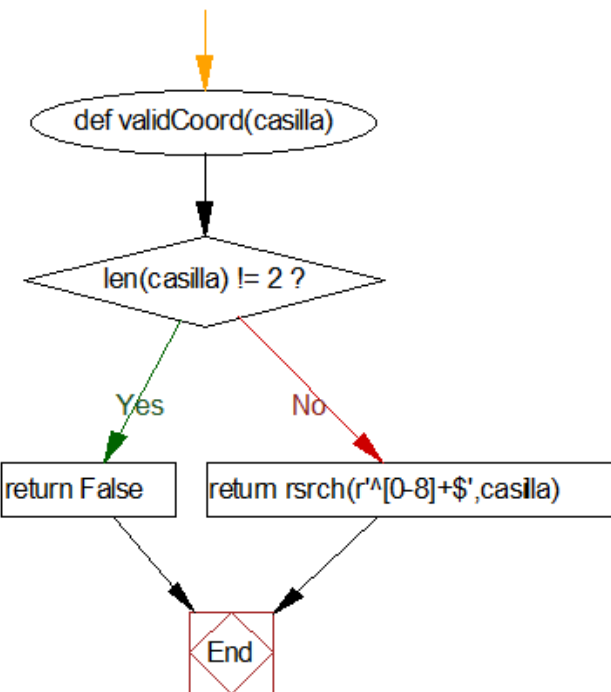 def validCoord(casilla)
len(casilla) != 2 ?
Yes
No
return False
return rsrch(r'^[0-8]+$',casilla)
End